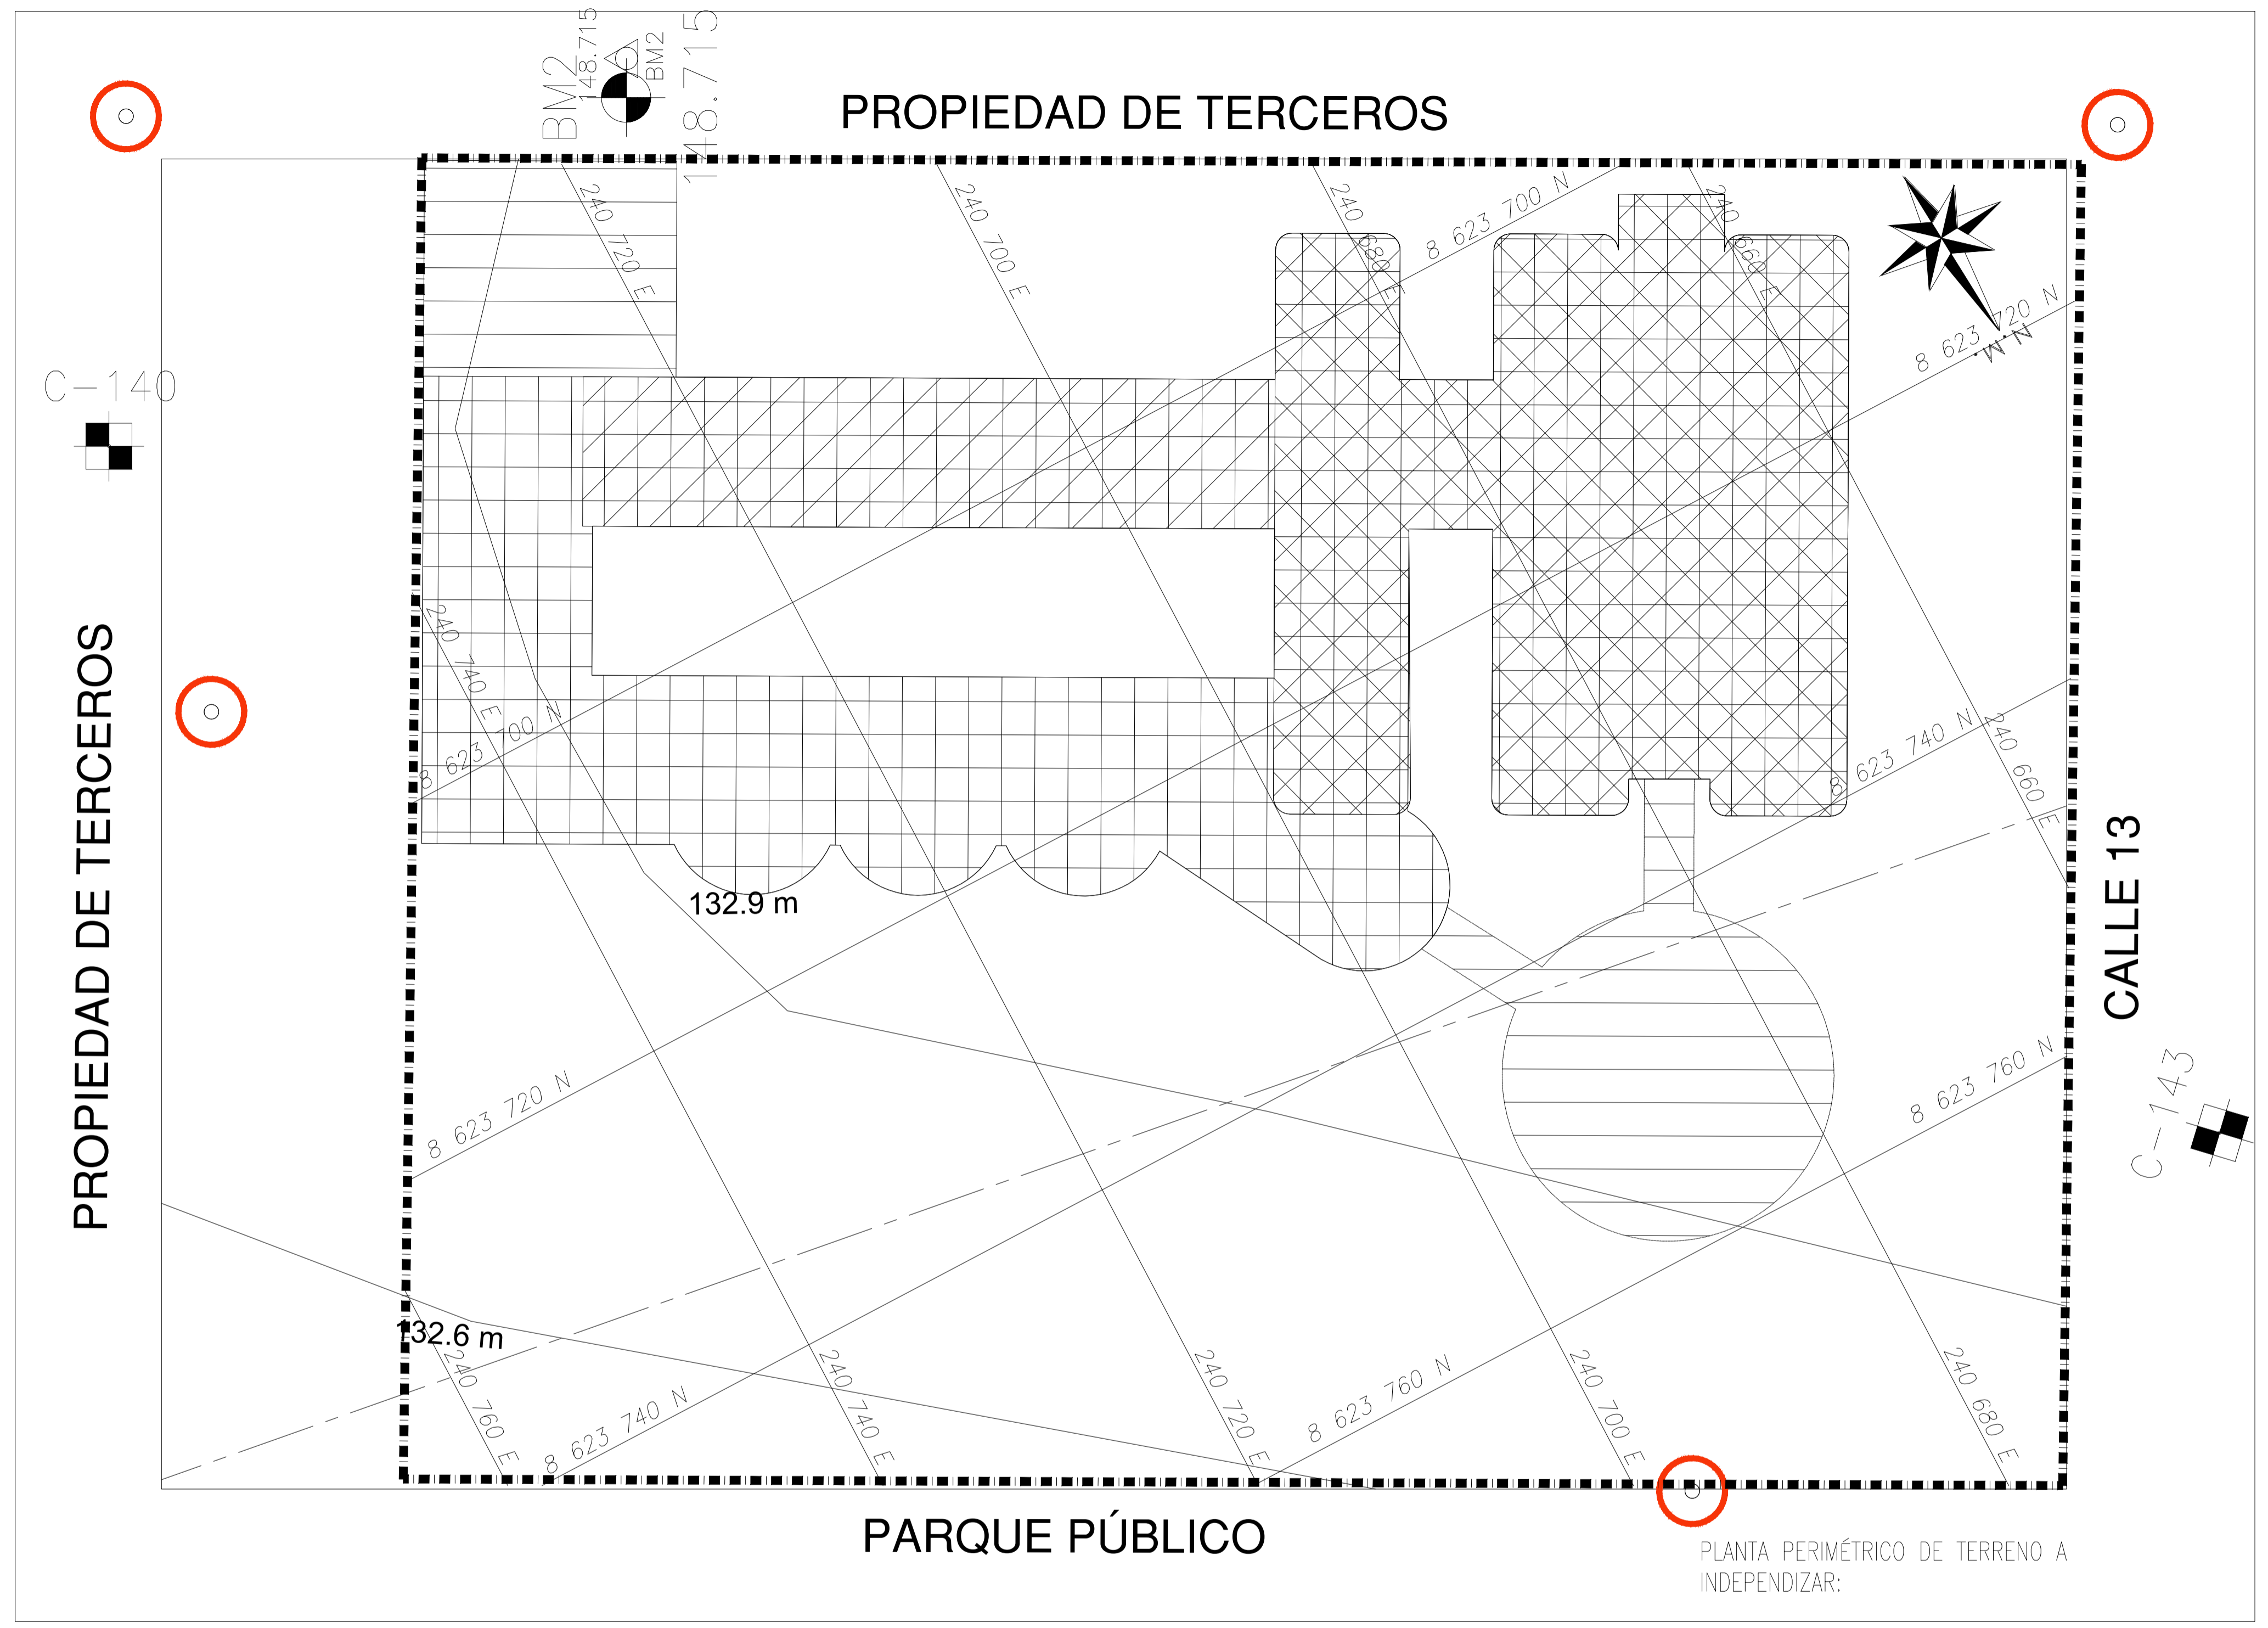 BM2
148.715
BM2
148.715
PROPIEDAD DE TERCEROS
240 720 E
240 700 E
240 680 E
8 623 700 N
240 660 E
8 623 720 N
N.M.
C-140
240 740 E
8 623 700 N
PROPIEDAD DE TERCEROS
8 623 740 N
240 660 E
CALLE 13
132.9 m
8 623 720 N
8 623 760 N
C-143
132.6 m
240 760 E
8 623 740 N
240 740 E
240 720 E
8 623 760 N
240 700 E
240 680 E
PARQUE PÚBLICO
PLANTA PERIMÉTRICO DE TERRENO A
INDEPENDIZAR: